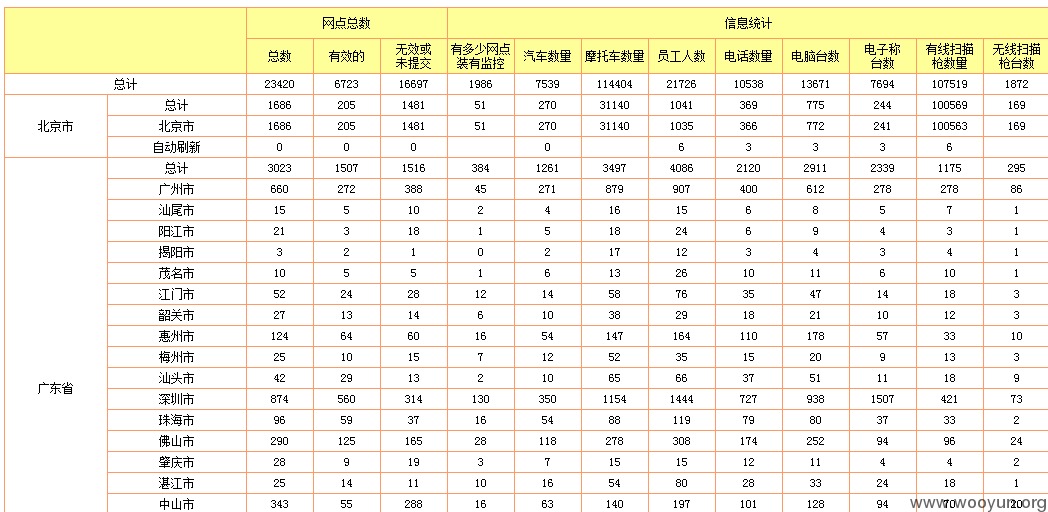 网点总数 信息统计
总数 有效的 无效或未提交 有多少网点装有监控 汽车数量 摩托车数量 员工人数 电话数量 电脑台数 电子称台数 有线扫描枪数量 无线扫描枪台数
总计 23420 6723 16697 1986 7539 114404 21726 10538 13671 7694 107519 1872
北京市 总计 1686 205 1481 51 270 31140 1041 369 775 244 100569 169
北京市 1686 205 1481 51 270 31140 1035 366 772 241 100563 169
自动刷新 0 0 0 0 6 3 3 3 6
广东省 总计 3023 1507 1516 384 1261 3497 4086 2120 2911 2339 1175 295
广州市 660 272 388 45 271 879 907 400 612 278 278 86
汕尾市 15 5 10 2 4 16 15 6 8 5 7 1
阳江市 21 3 18 1 5 18 24 6 9 4 3 1
揭阳市 3 2 1 0 2 17 12 3 4 3 4 1
茂名市 10 5 5 1 6 13 26 10 11 6 10 1
江门市 52 24 28 12 14 58 76 35 47 14 18 3
韶关市 27 13 14 6 10 38 29 18 21 10 12 3
惠州市 124 64 60 16 54 147 164 110 178 57 33 10
梅州市 25 10 15 7 12 52 35 15 20 9 13 3
汕头市 42 29 13 2 10 65 66 37 51 11 18 9
深圳市 874 560 314 130 350 1154 1444 727 938 1507 421 73
珠海市 96 59 37 16 54 88 119 79 80 37 33 2
佛山市 290 125 165 28 118 278 308 174 252 94 96 24
肇庆市 28 9 19 3 7 15 15 12 11 4 4 2
湛江市 25 14 11 10 16 54 80 28 33 24 18 1
中山市 343 55 288 16 63 140 197 101 128 94 70 20
www.wooyun.org